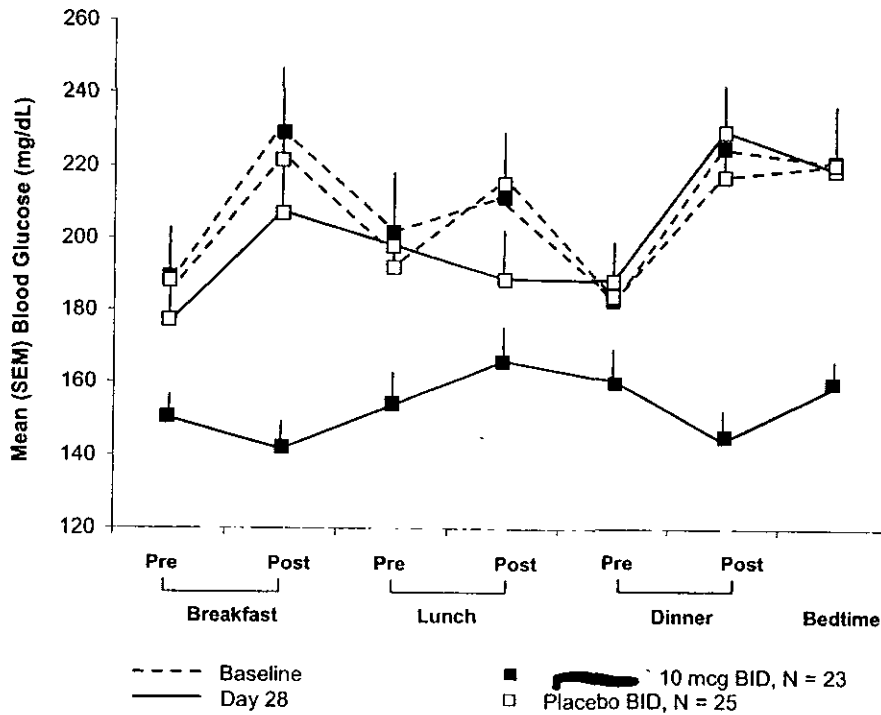 Mean (SEM) Blood Glucose (mg/dL)
260
240
220
200
180
160
140
120
Pre Post Pre Post Pre Post
Breakfast Lunch Dinner Bedtime
Baseline
Day 28
10 mcg BID, N = 23
Placebo BID, N = 25